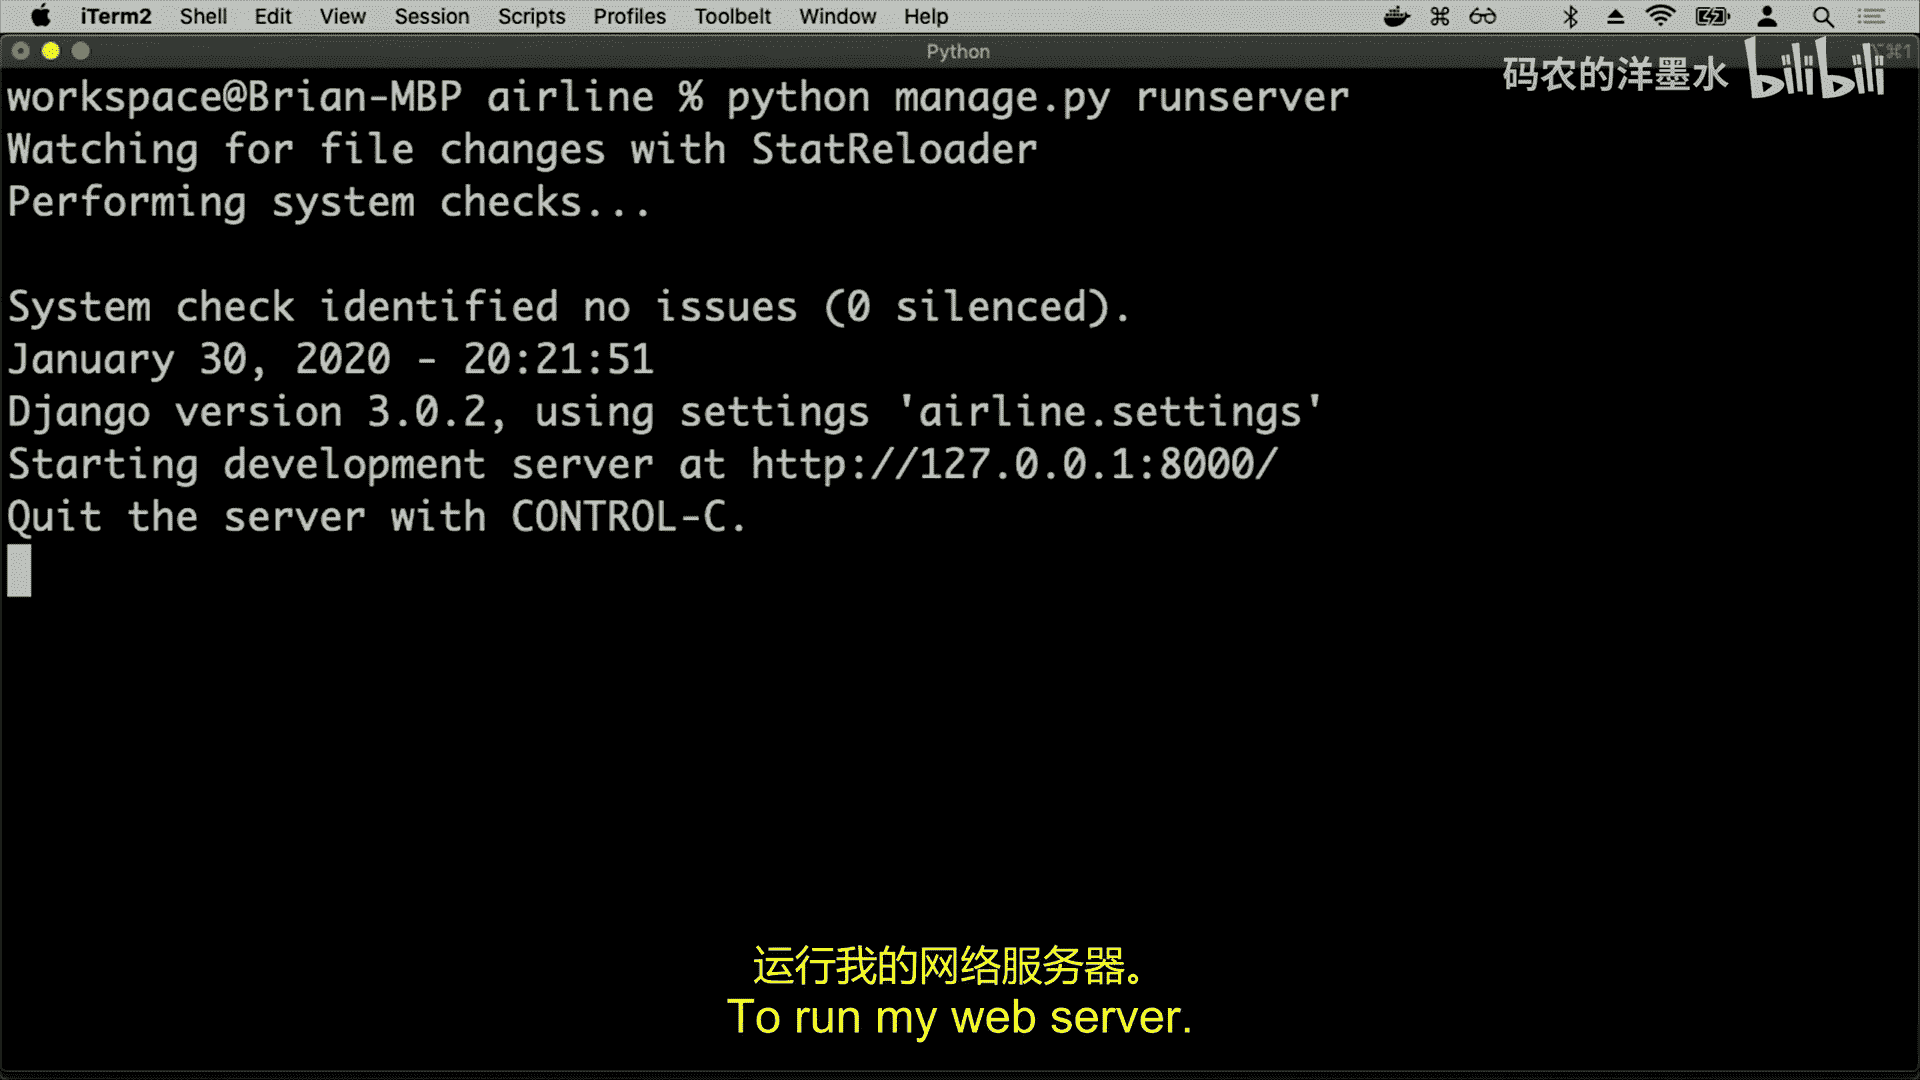 iTerm2 Shell Edit View Session Scripts Profiles Toolbelt Window Help
Python
⌘1
码农的洋墨水 bilibili
workspace@Brian-MBP airline % python manage.py runserver
Watching for file changes with StatReloader
Performing system checks...
System check identified no issues (0 silenced).
January 30, 2020 - 20:21:51
Django version 3.0.2, using settings 'airline.settings'
Starting development server at http://127.0.0.1:8000/
Quit the server with CONTROL-C.
运行我的网络服务器。
To run my web server.